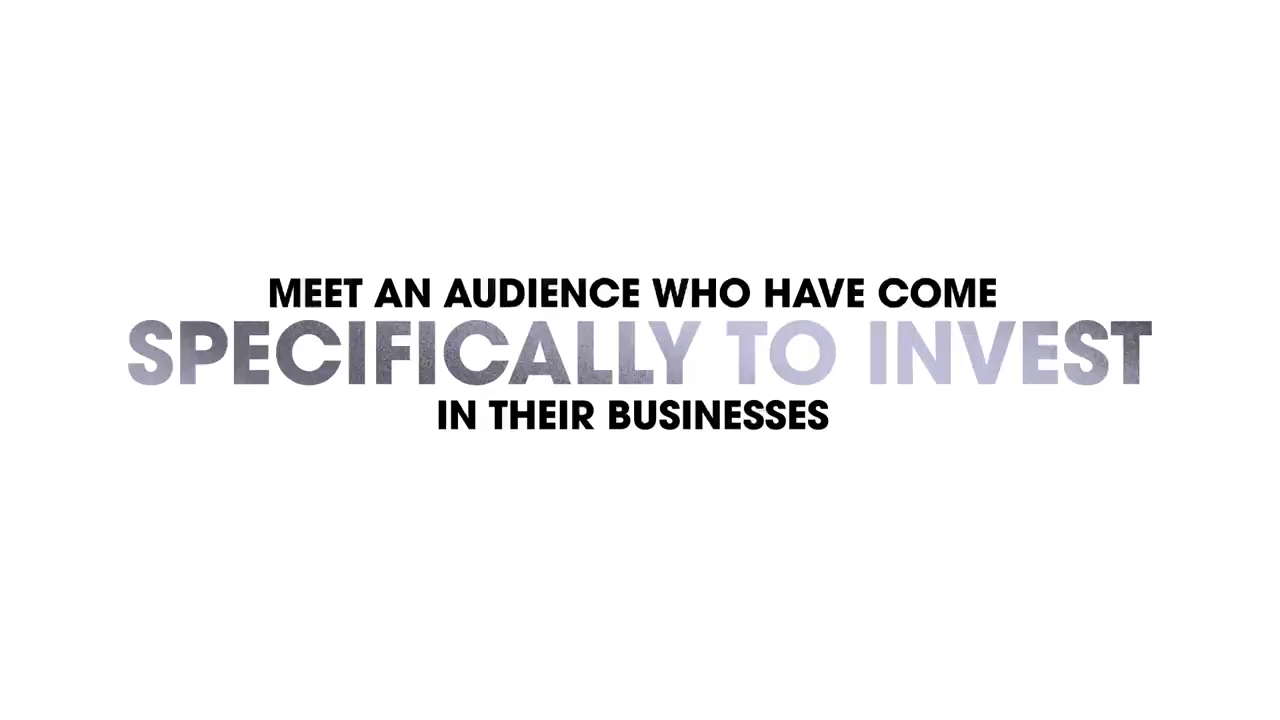 MEET AN AUDIENCE WHO HAVE COME
SPECIFICALLY TO INVEST
IN THEIR BUSINESSES